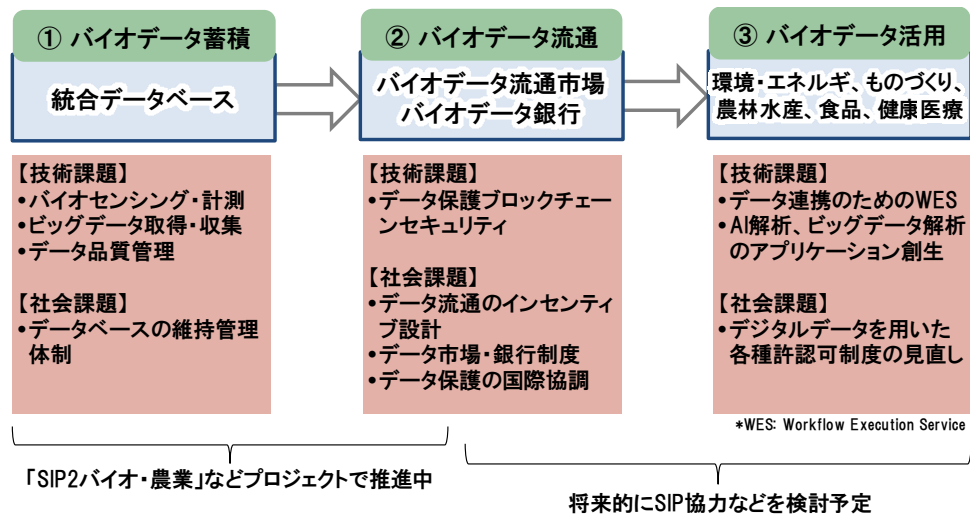 ① バイオデータ蓄積
統合データベース
【技術課題】
•バイオセンシング・計測
•ビッグデータ取得・収集
•データ品質管理
【社会課題】
•データベースの維持管理
体制
② バイオデータ流通
バイオデータ流通市場
バイオデータ銀行
【技術課題】
•データ保護ブロックチェー
ンセキュリティ
【社会課題】
•データ流通のインセンティ
ブ設計
•データ市場・銀行制度
•データ保護の国際協調
③ バイオデータ活用
環境・エネルギ、ものづくり、
農林水産、食品、健康医療
【技術課題】
•データ連携のためのWES
•AI解析、ビッグデータ解析
のアプリケーション創生
【社会課題】
•デジタルデータを用いた
各種許認可制度の見直し
*WES: Workflow Execution Service
「SIP2バイオ・農業」などプロジェクトで推進中
将来的にSIP協力などを検討予定